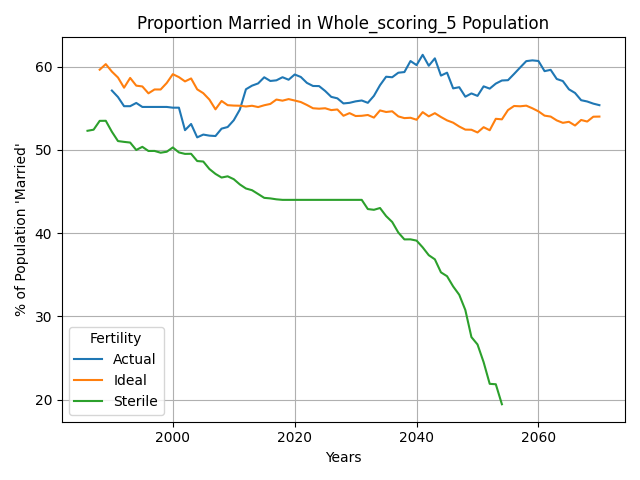 Proportion Married in Whole_scoring_5 Population
% of Population 'Married'
60
50
40
30
20
Fertility
Actual
Ideal
Sterile
2000 2020 2040 2060
Years